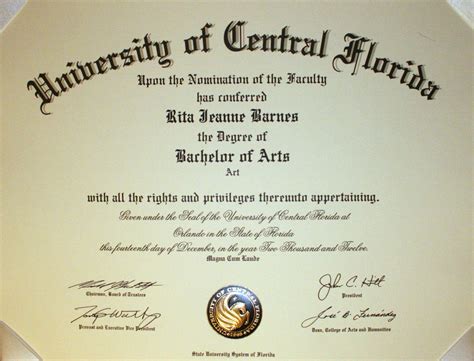 University of Central Florida
Upon the Nomination of the Faculty
has conferred
Rita Jeanne Barnes
the Degree of
Bachelor of Arts
Art
with all the rights and privileges thereunto appertaining.
Given under the Seal of the University of Central Florida at
Orlando in the State of Florida
this fourteenth day of December, in the year Two Thousand and Twelve.
Magna Cum Laude
Chairman, Board of Trustees
John C. Hitt
President
Provost and Executive Vice President
José B. Fernández
Dean, College of Arts and Humanities
State University System of Florida